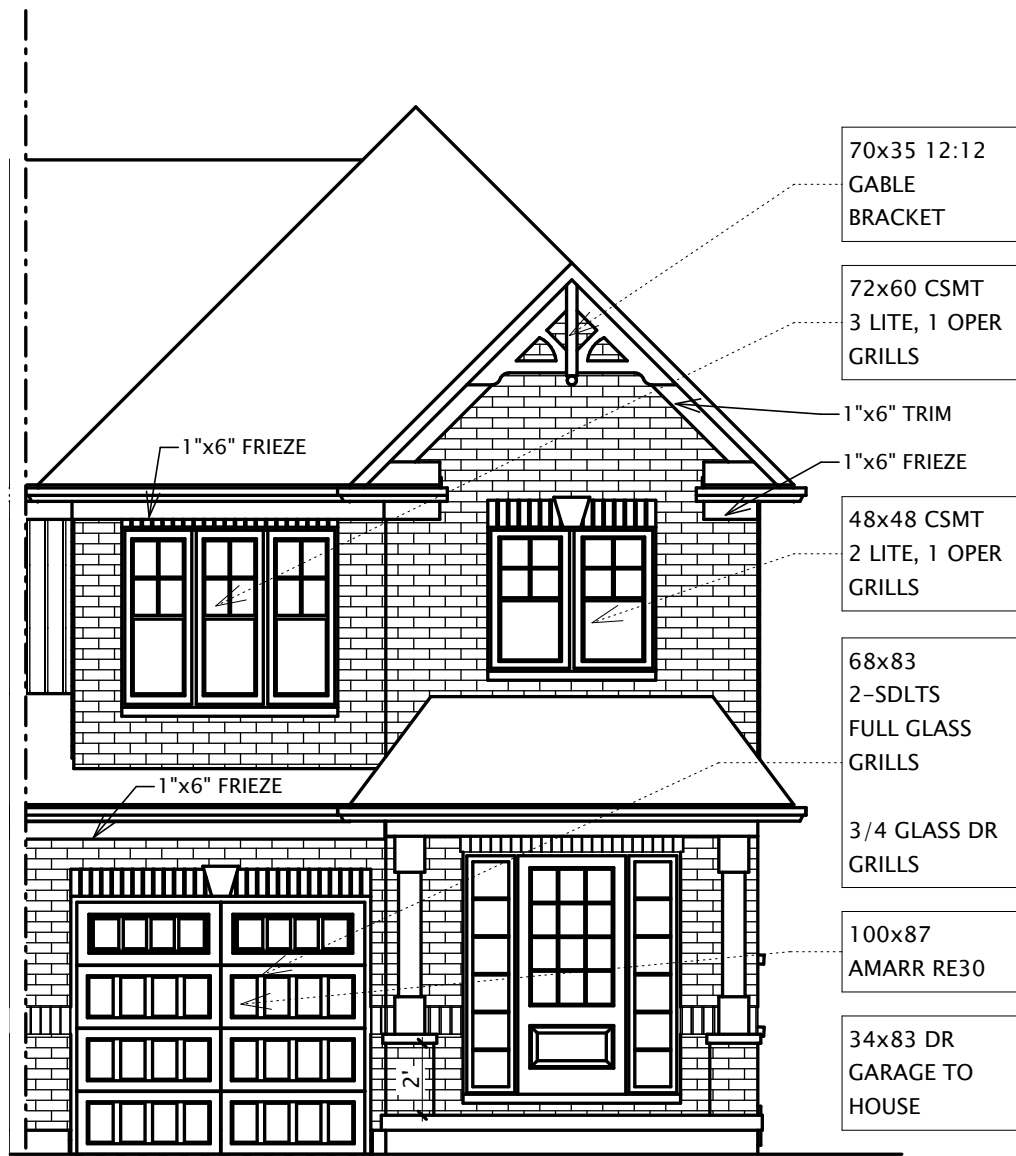 70x35 12:12
GABLE
BRACKET
72x60 CSMT
3 LITE, 1 OPER
GRILLS
1"x6" TRIM
1"x6" FRIEZE
1"x6" FRIEZE
48x48 CSMT
2 LITE, 1 OPER
GRILLS
68x83
2-SDLTS
FULL GLASS
GRILLS
3/4 GLASS DR
GRILLS
1"x6" FRIEZE
100x87
AMARR RE30
34x83 DR
GARAGE TO
HOUSE
2'